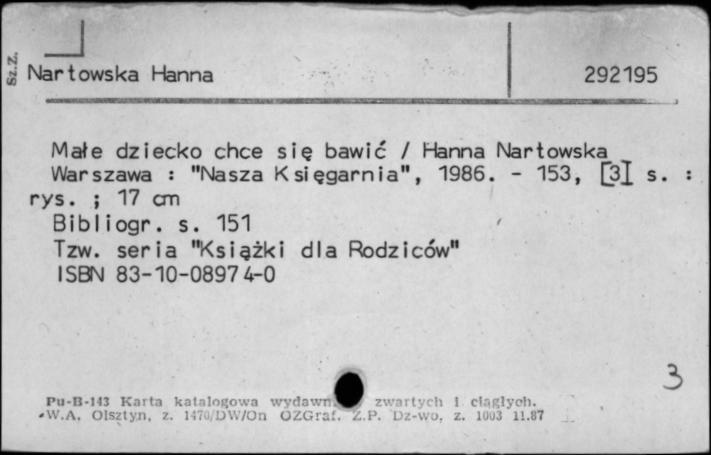 Sz.Z.
Nartowska Hanna 292195
Małe dziecko chce się bawić / Hanna Nartowska
Warszawa : "Nasza Księgarnia", 1986. - 153, [3] s. :
rys. ; 17 cm
Bibliogr. s. 151
Tzw. seria "Książki dla Rodziców"
ISBN 83-10-08974-0
3
Pu-B-143 Karta katalogowa wydawn. zwartych i ciągłych.
W.A. Olsztyn, z. 1470/DW/On OZGraf. Z.P. Dz-wo, z. 1003 11.87